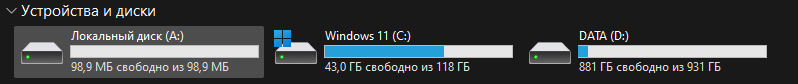 Устройства и диски
Локальный диск (A:)
98,9 МБ свободно из 98,9 МБ
Windows 11 (C:)
43,0 ГБ свободно из 118 ГБ
DATA (D:)
881 ГБ свободно из 931 ГБ